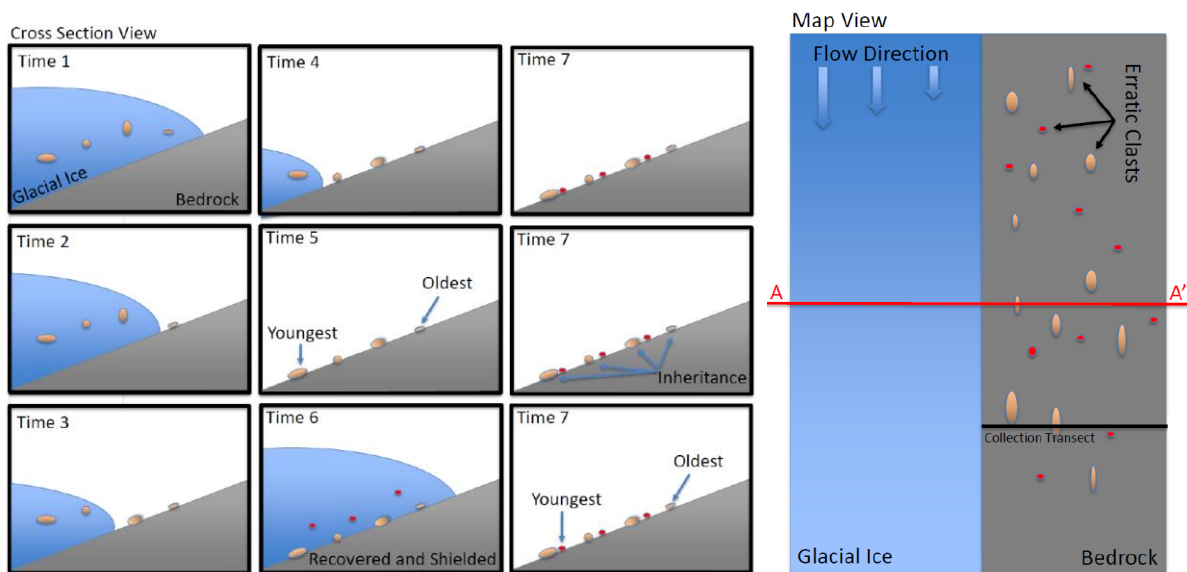 Cross Section View
Time 1
Glacial Ice
Bedrock
Time 4
Time 7
Time 2
Time 5
Oldest
Youngest
Time 7
Inheritance
Time 3
Time 6
Recovered and Shielded
Time 7
Oldest
Youngest
Map View
Flow Direction
Erratic Clasts
A
A'
Collection Transect
Glacial Ice
Bedrock